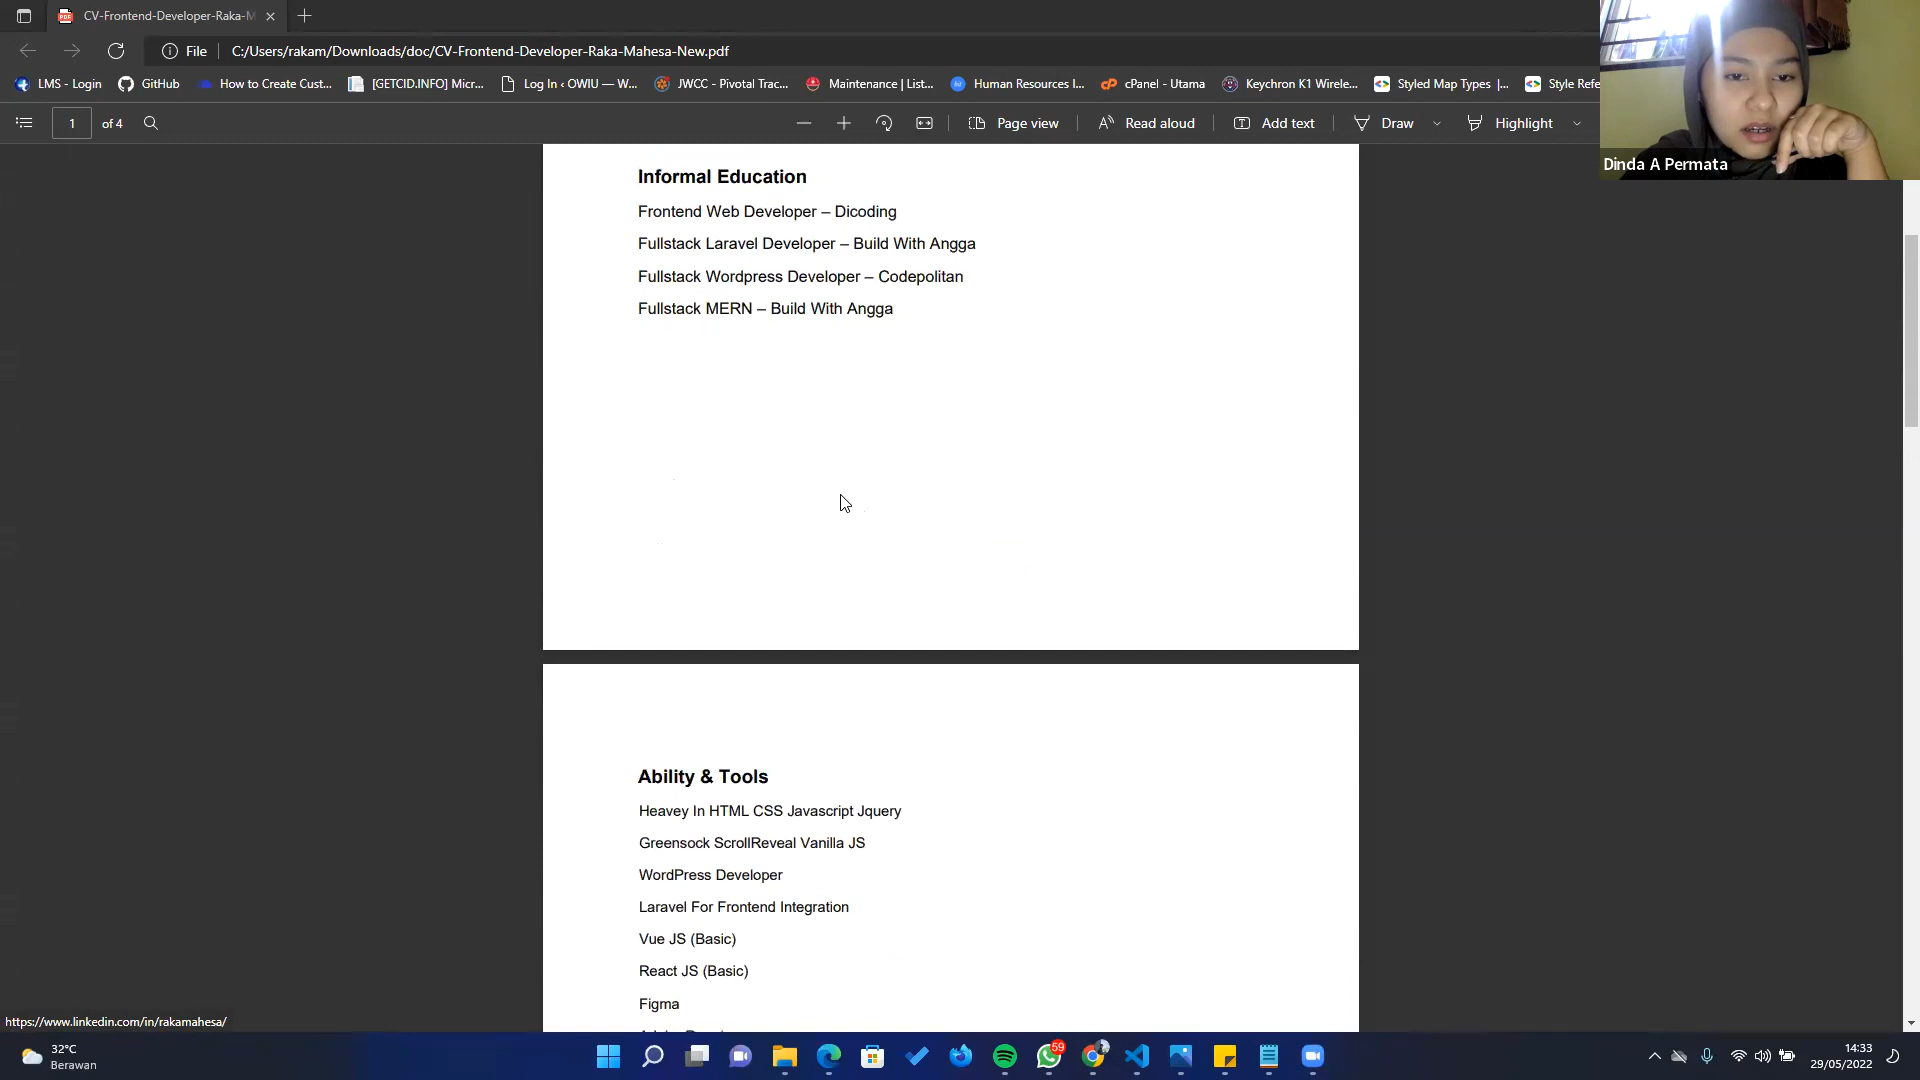 CV-Frontend-Developer-Raka-M
File
C:/Users/rakam/Downloads/doc/CV-Frontend-Developer-Raka-Mahesa-New.pdf
LMS - Login
GitHub
How to Create Cust...
[GETCID.INFO] Micr...
Log In ‹ OWIU — W...
JWCC - Pivotal Trac...
Maintenance | List...
Human Resources I...
cPanel - Utama
Keychron K1 Wirele...
Styled Map Types |...
Style Refe
1 of 4
Page view
Read aloud
Add text
Draw
Highlight
Dinda A Permata
Informal Education
Frontend Web Developer – Dicoding
Fullstack Laravel Developer – Build With Angga
Fullstack Wordpress Developer – Codepolitan
Fullstack MERN – Build With Angga
Ability & Tools
Heavey In HTML CSS Javascript Jquery
Greensock ScrollReveal Vanilla JS
WordPress Developer
Laravel For Frontend Integration
Vue JS (Basic)
React JS (Basic)
Figma
https://www.linkedin.com/in/rakamahesa/
32°C
Berawan
59
14:33
29/05/2022